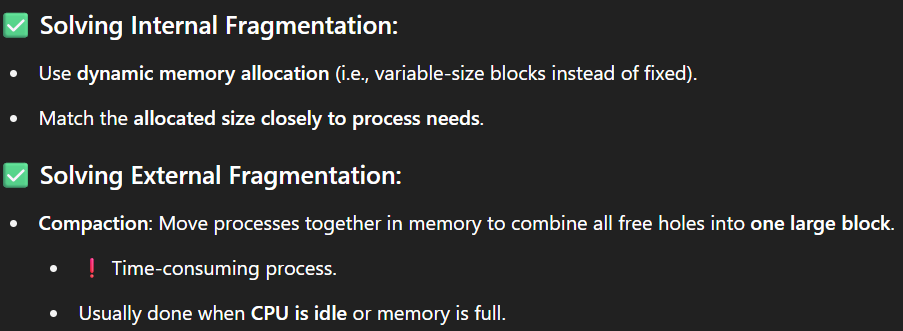 ✅ Solving Internal Fragmentation:
• Use dynamic memory allocation (i.e., variable-size blocks instead of fixed).
• Match the allocated size closely to process needs.
✅ Solving External Fragmentation:
• Compaction: Move processes together in memory to combine all free holes into one large block.
• ❗ Time-consuming process.
• Usually done when CPU is idle or memory is full.